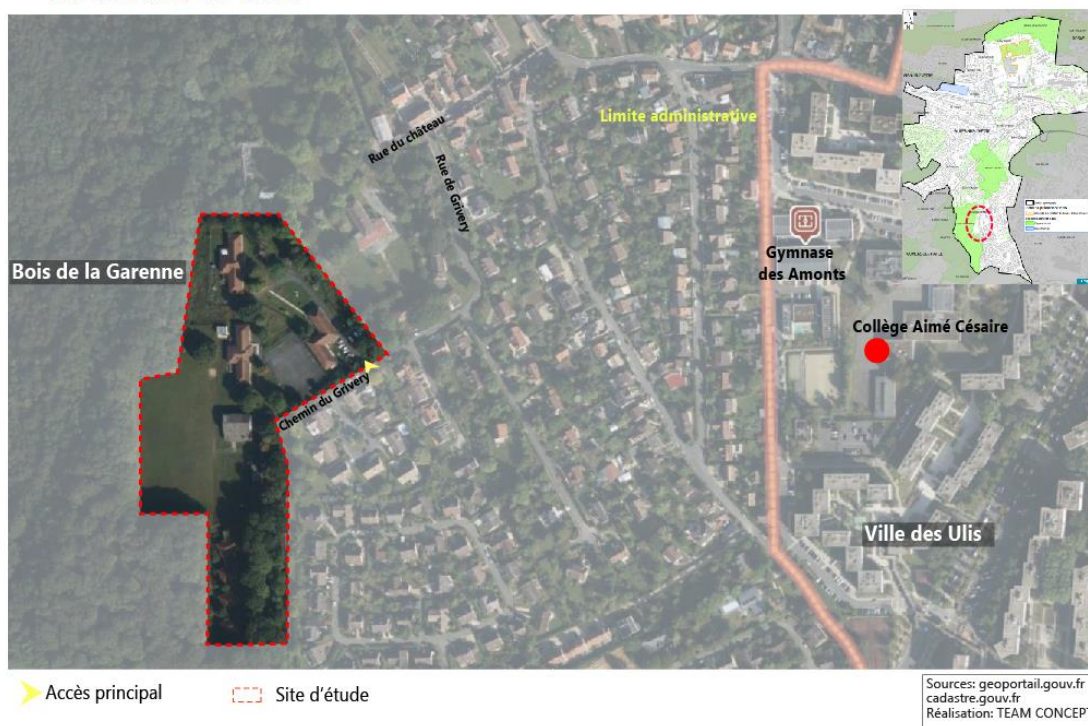 Limite administrative
Rue du château
Rue de Grivery
Gymnase
des Amonts
Bois de la Garenne
Collège Aimé Césaire
Chemin du Grivery
Ville des Ulis
Accès principal
Site d'étude
Sources: geoportail.gouv.fr
cadastre.gouv.fr
Réalisation: TEAM CONCEP